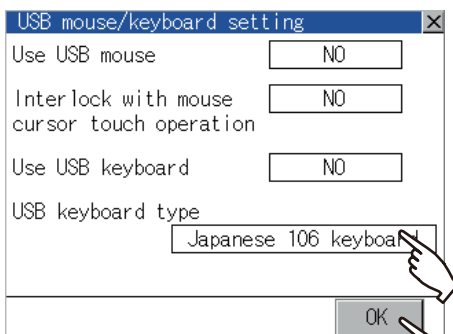 USB mouse/keyboard setting
Use USB mouse NO
Interlock with mouse NO
cursor touch operation
Use USB keyboard NO
USB keyboard type
Japanese 106 keyboard
OK